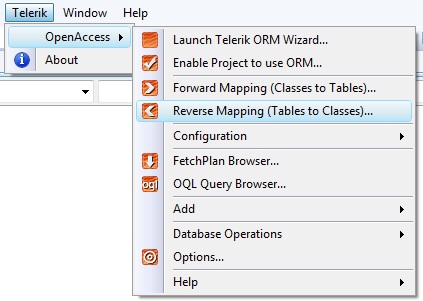 Telerik Window Help
OpenAccess
About
Launch Telerik ORM Wizard...
Enable Project to use ORM...
Forward Mapping (Classes to Tables)...
Reverse Mapping (Tables to Classes)...
Configuration
FetchPlan Browser...
OQL Query Browser...
Add
Database Operations
Options...
Help